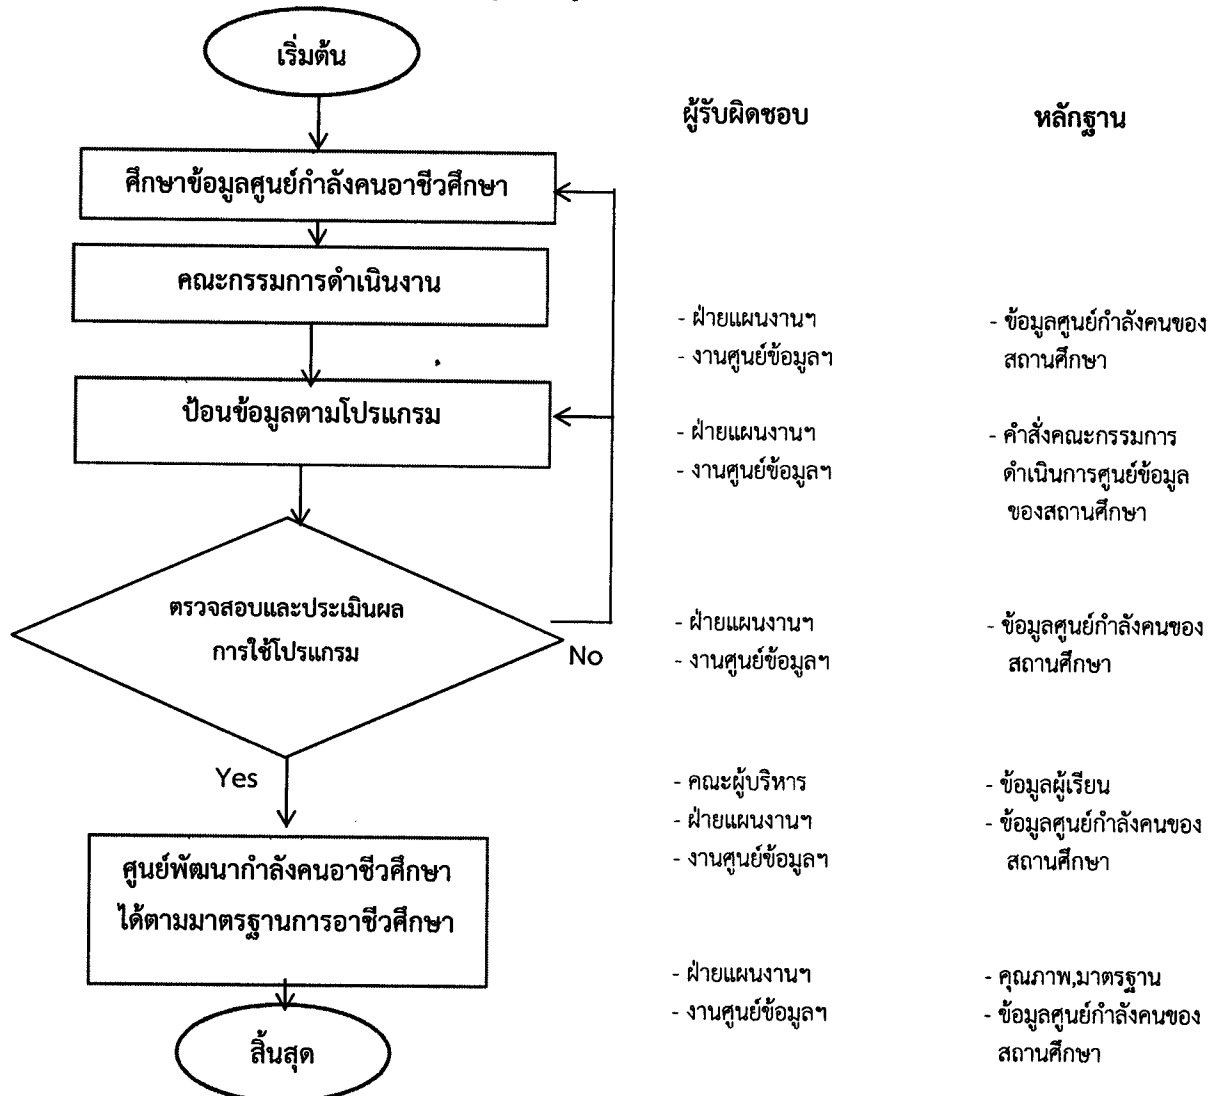 เริ่มต้น
ผู้รับผิดชอบ
หลักฐาน
ศึกษาข้อมูลศูนย์กำลังคนอาชีวศึกษา
คณะกรรมการดำเนินงาน
- ฝ่ายแผนงานฯ
- งานศูนย์ข้อมูลฯ
- ข้อมูลศูนย์กำลังคนของ
สถานศึกษา
ป้อนข้อมูลตามโปรแกรม
- ฝ่ายแผนงานฯ
- งานศูนย์ข้อมูลฯ
- คำสั่งคณะกรรมการ
ดำเนินการศูนย์ข้อมูล
ของสถานศึกษา
ตรวจสอบและประเมินผล
การใช้โปรแกรม
No
- ฝ่ายแผนงานฯ
- งานศูนย์ข้อมูลฯ
- ข้อมูลศูนย์กำลังคนของ
สถานศึกษา
Yes
- คณะผู้บริหาร
- ฝ่ายแผนงานฯ
- งานศูนย์ข้อมูลฯ
- ข้อมูลผู้เรียน
- ข้อมูลศูนย์กำลังคนของ
สถานศึกษา
ศูนย์พัฒนากำลังคนอาชีวศึกษา
ได้ตามมาตรฐานการอาชีวศึกษา
- ฝ่ายแผนงานฯ
- งานศูนย์ข้อมูลฯ
- คุณภาพ,มาตรฐาน
- ข้อมูลศูนย์กำลังคนของ
สถานศึกษา
สิ้นสุด